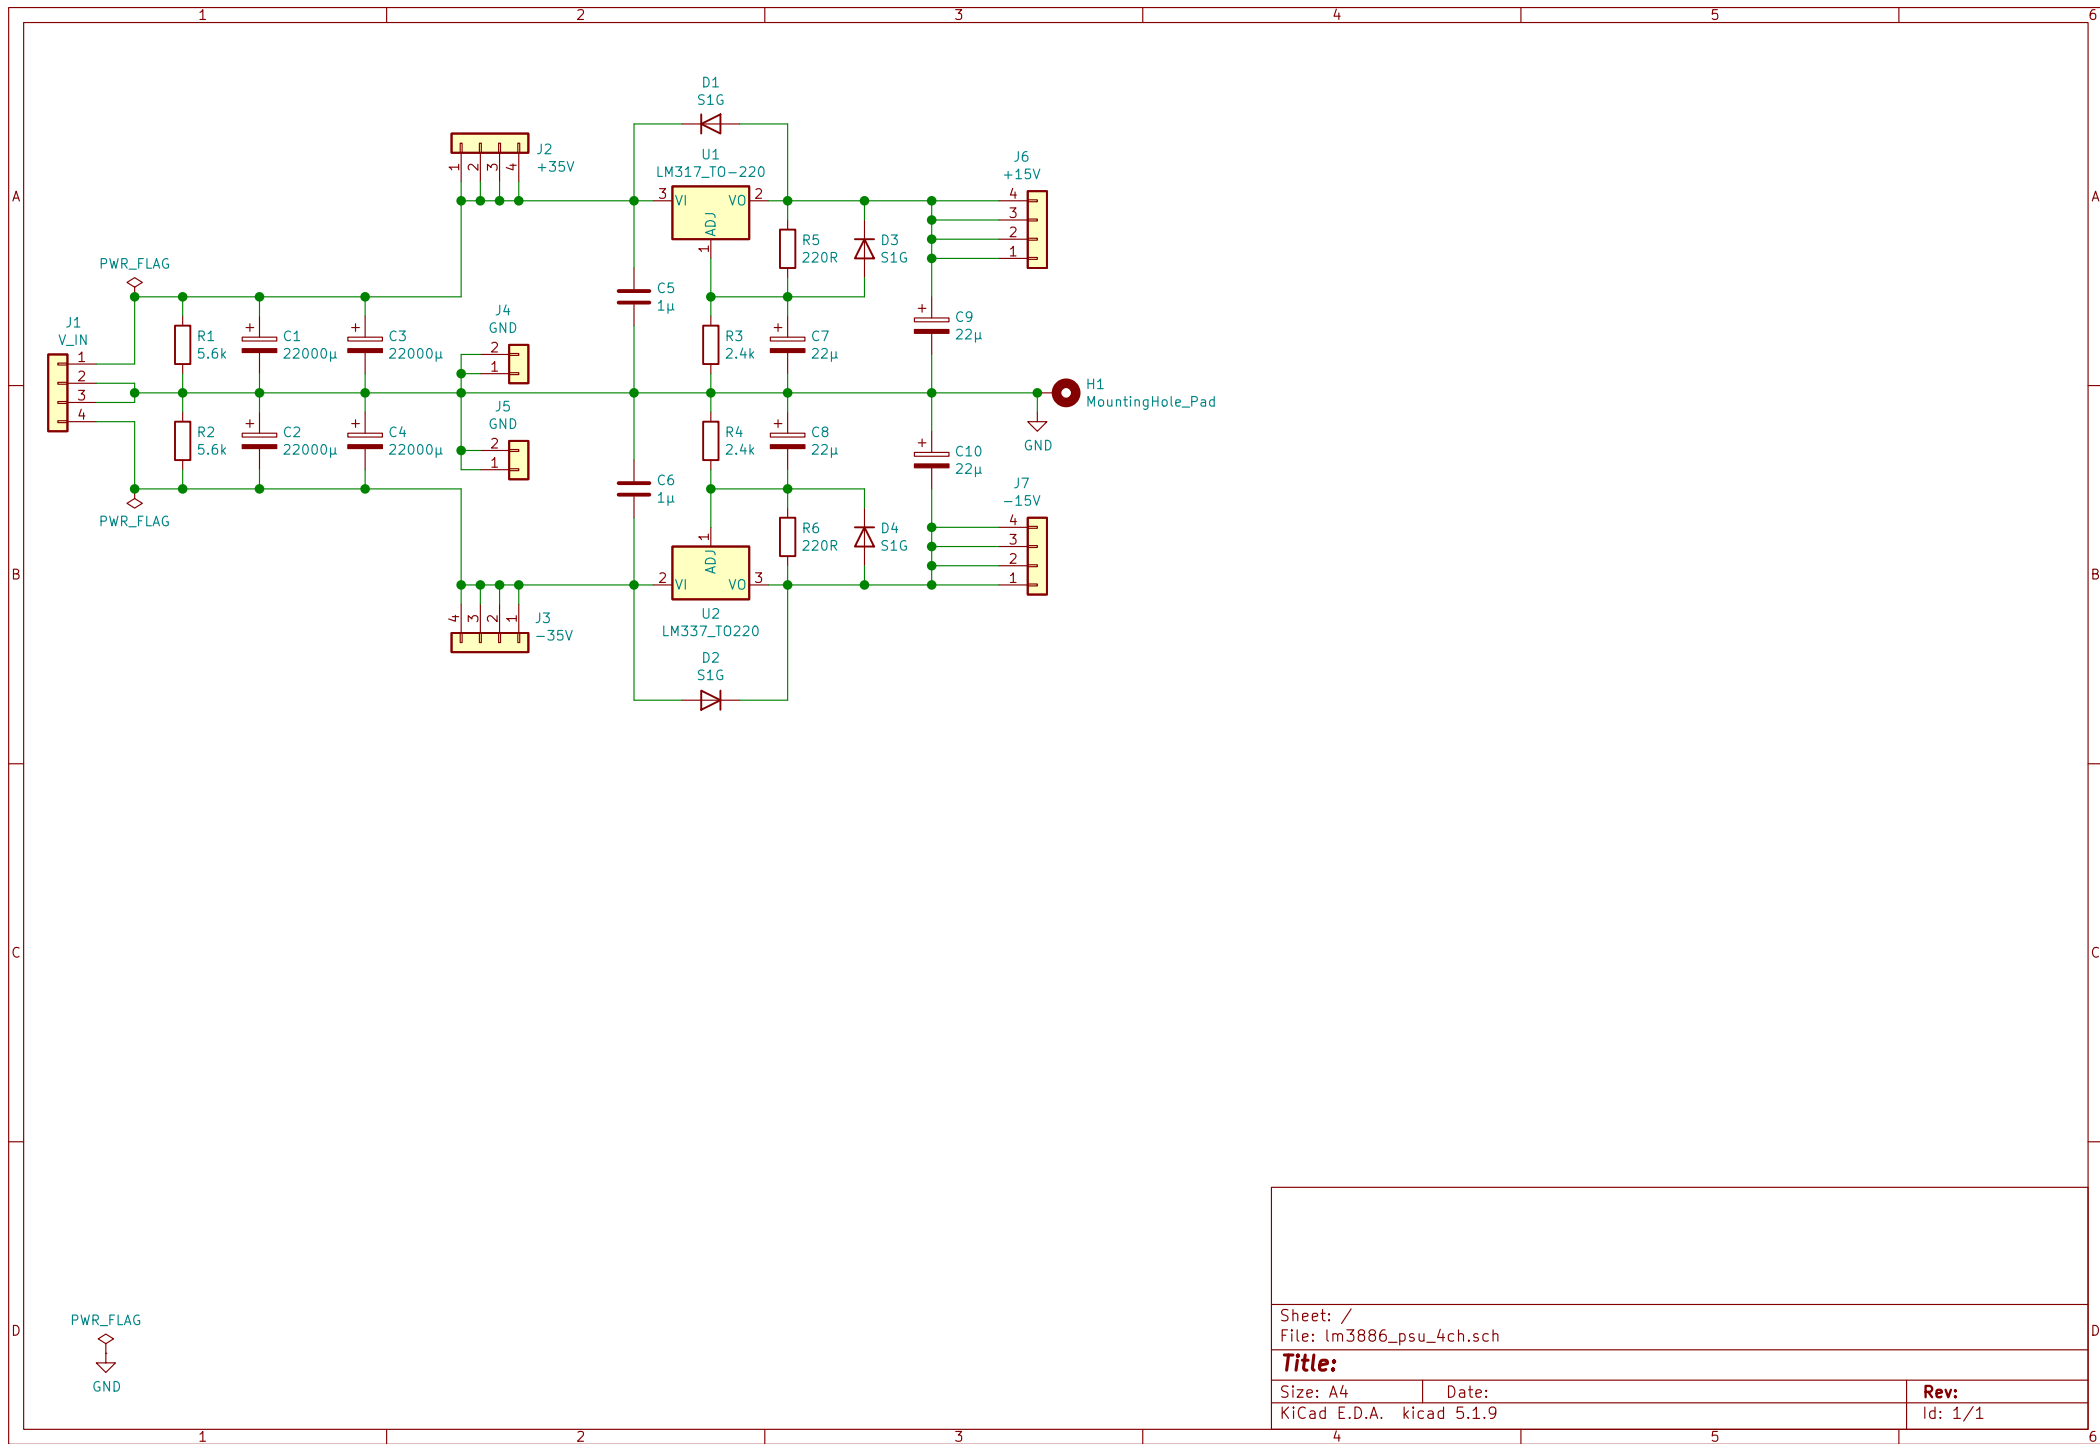 1 2 3 4 5 6
D1
S1G
J2
+35V
1 2 3 4
U1
LM317_TO-220
3 VI VO 2
ADJ
1
J6
+15V
4
3
2
1
A A
R5
220R
D3
S1G
PWR_FLAG
J1
V_IN
1
2
3
4
R1
5.6k
+
C1
22000µ
+
C3
22000µ
J4
GND
2
1
C5
1µ
R3
2.4k
+
C7
22µ
+
C9
22µ
H1
MountingHole_Pad
GND
R2
5.6k
+
C2
22000µ
+
C4
22000µ
J5
GND
2
1
C6
1µ
R4
2.4k
+
C8
22µ
+
C10
22µ
PWR_FLAG
J7
-15V
4
3
2
1
R6
220R
D4
S1G
1
ADJ
2 VI VO 3
U2
LM337_TO220
B B
4 3 2 1
J3
-35V
D2
S1G
C C
D D
PWR_FLAG
GND
Sheet: /
File: lm3886_psu_4ch.sch
Title:
Size: A4 Date: Rev:
KiCad E.D.A. kicad 5.1.9 Id: 1/1
1 2 3 4 5 6